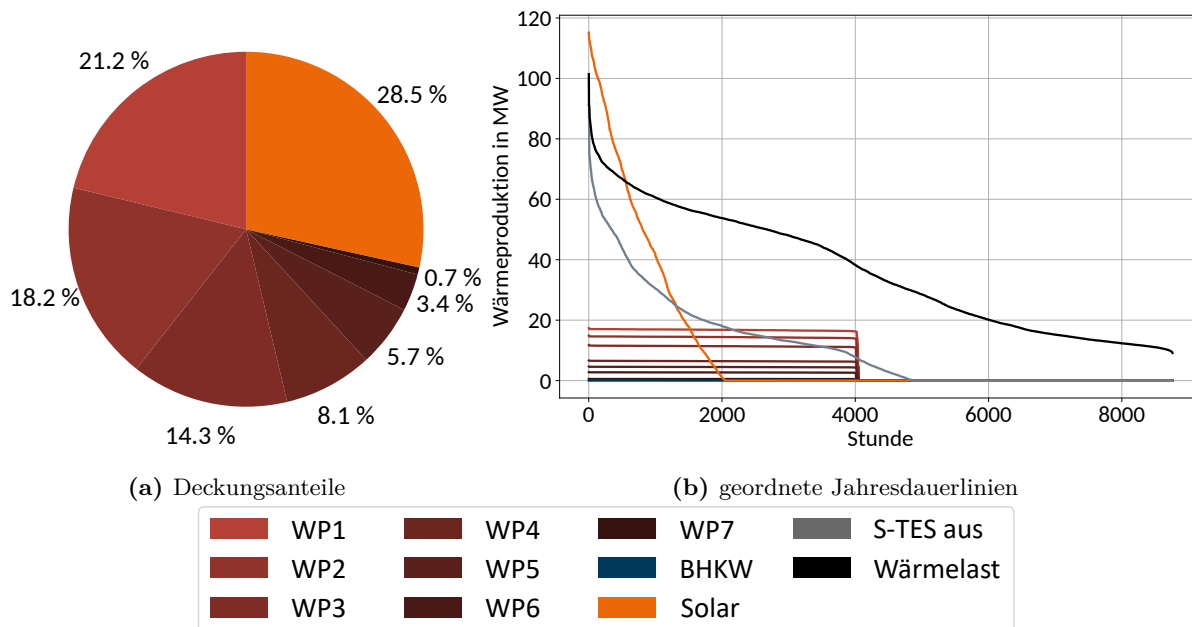 21.2 %
28.5 %
18.2 %
0.7 %
3.4 %
5.7 %
8.1 %
14.3 %
(a) Deckungsanteile
Wärmeproduktion in MW
120
100
80
60
40
20
0
0 2000 4000 6000 8000
Stunde
(b) geordnete Jahresdauerlinien
WP1 WP4 WP7 S-TES aus
WP2 WP5 BHKW Wärmelast
WP3 WP6 Solar